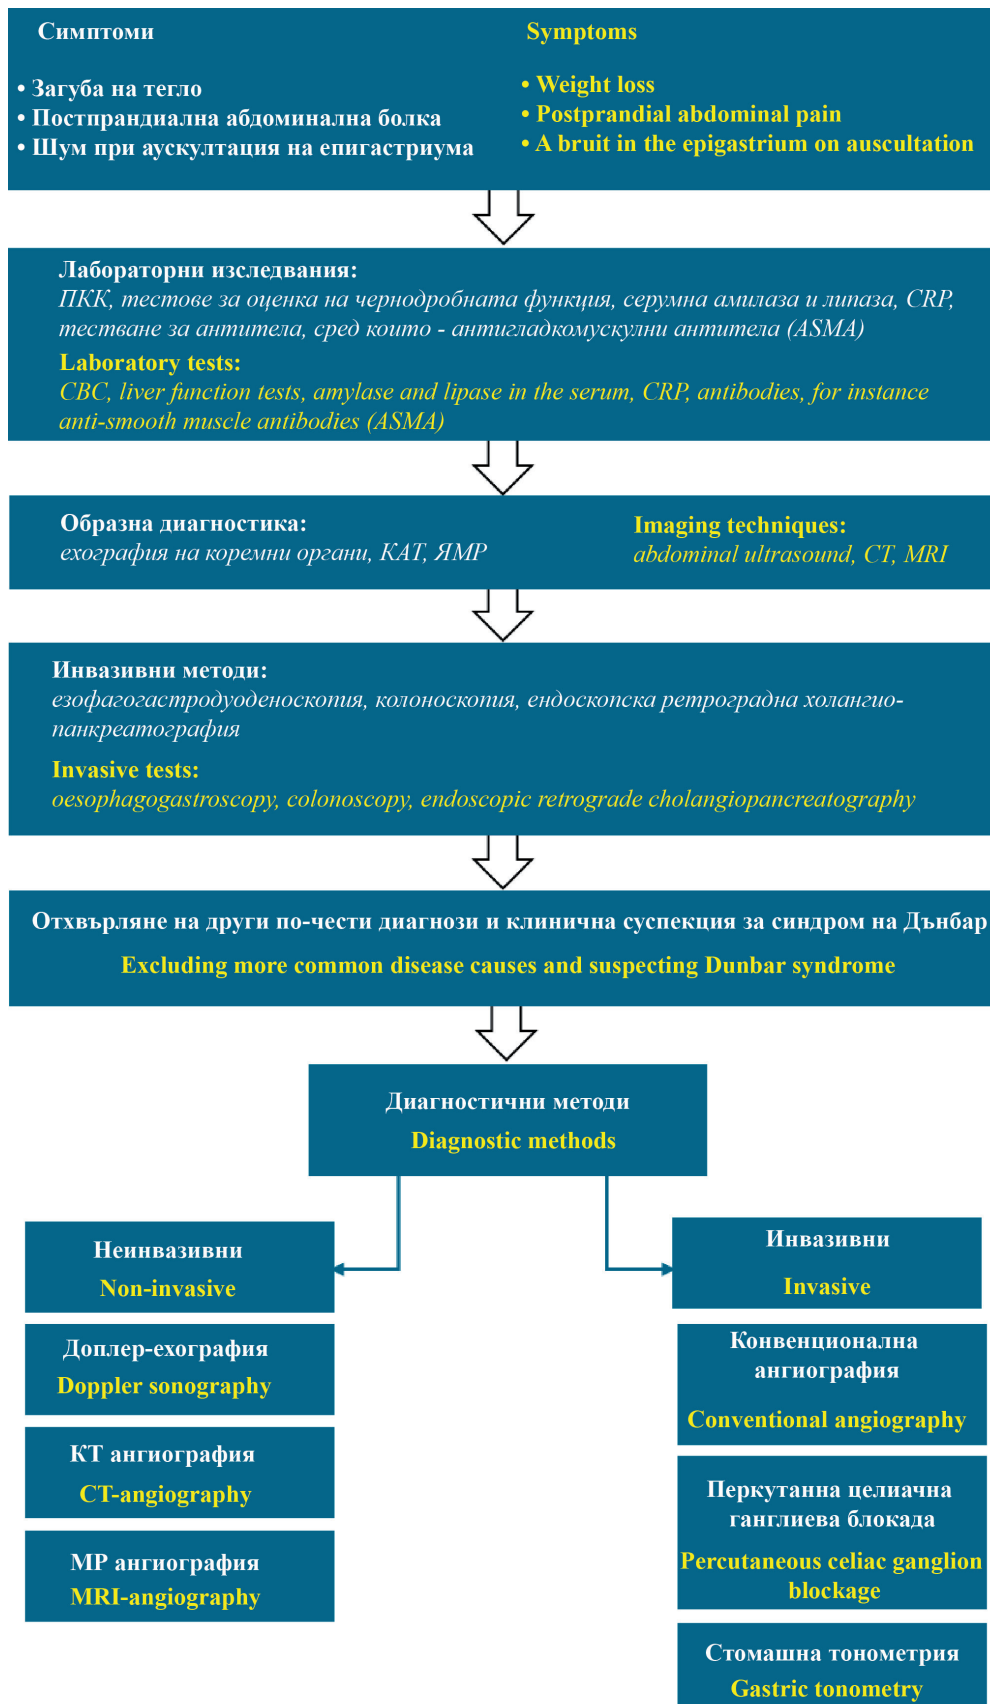 Симптоми
• Загуба на тегло
• Постпрандиална абдоминална болка
• Шум при аускултация на епигастриума
Symptoms
• Weight loss
• Postprandial abdominal pain
• A bruit in the epigastrium on auscultation
Лабораторни изследвания:
ПКК, тестове за оценка на чернодробната функция, серумна амилаза и липаза, CRP,
тестване за антитела, сред които - антигладкомускулни антитела (ASMA)
Laboratory tests:
CBC, liver function tests, amylase and lipase in the serum, CRP, antibodies, for instance
anti-smooth muscle antibodies (ASMA)
Образна диагностика:
ехография на коремни органи, КАТ, ЯМР
Imaging techniques:
abdominal ultrasound, CT, MRI
Инвазивни методи:
езофагогастродуоденоскопия, колоноскопия, ендоскопска ретроградна холангио-
панкреатография
Invasive tests:
oesophagogastroscopy, colonoscopy, endoscopic retrograde cholangiopancreatography
Отхвърляне на други по-чести диагнози и клинична суспекция за синдром на Дънбар
Excluding more common disease causes and suspecting Dunbar syndrome
Диагностични методи
Diagnostic methods
Неинвазивни
Non-invasive
Доплер-ехография
Doppler sonography
КТ ангиография
CT-angiography
МР ангиография
MRI-angiography
Инвазивни
Invasive
Конвенционална
ангиография
Conventional angiography
Перкутанна целиачна
ганглиева блокада
Percutaneous celiac ganglion
blockage
Стомашна тонометрия
Gastric tonometry